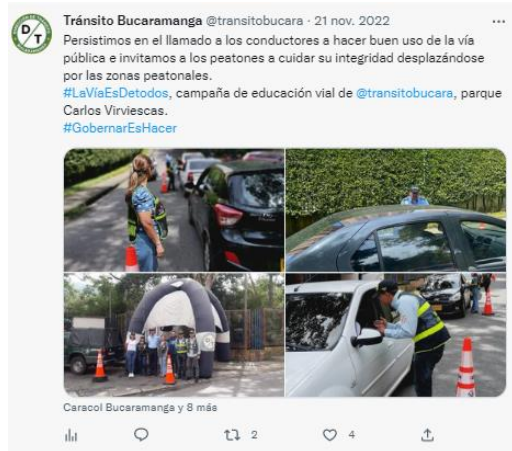 Tránsito Bucaramanga @transitobucara · 21 nov. 2022
Persistimos en el llamado a los conductores a hacer buen uso de la vía
pública e invitamos a los peatones a cuidar su integridad desplazándose
por las zonas peatonales.
#LaVíaEsDetodos, campaña de educación vial de @transitobucara, parque
Carlos Virviescas.
#GobernarEsHacer
Caracol Bucaramanga y 8 más
2 4
D/T